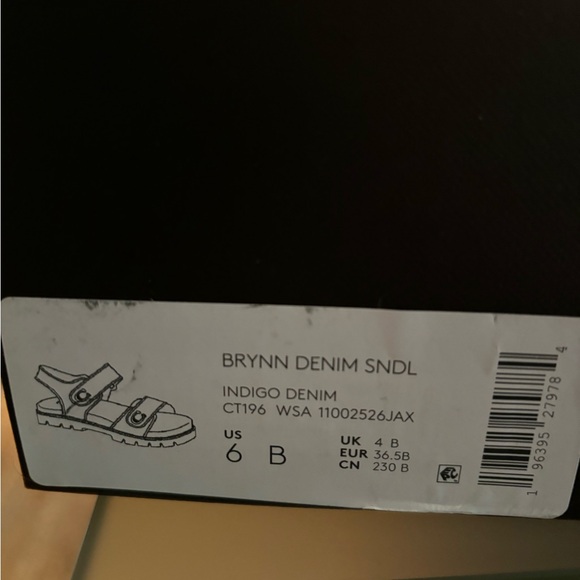 BRYNN DENIM SNDL
INDIGO DENIM
CT196 WSA 11002526JAX
US
6 B
UK 4 B
EUR 36.5B
CN 230 B
1 96395 27978 4